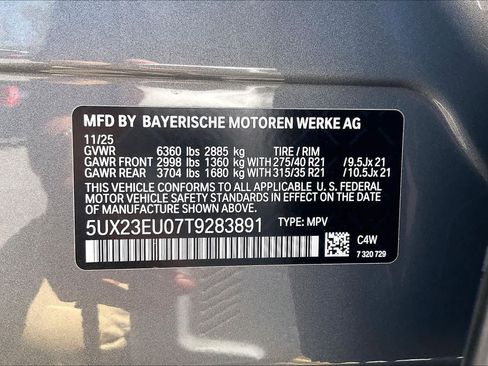 MFD BY BAYERISCHE MOTOREN WERKE AG
11/25
GVWR 6360 lbs 2885 kg TIRE / RIM
GAWR FRONT 2998 lbs 1360 kg WITH 275/40 R21 / 9.5Jx 21
GAWR REAR 3704 lbs 1680 kg WITH 315/35 R21 / 10.5Jx 21
THIS VEHICLE CONFORMS TO ALL APPLICABLE U. S. FEDERAL
MOTOR VEHICLE SAFETY STANDARDS IN EFFECT ON THE DATE
OF MANUFACTURE SHOWN ABOVE.
5UX23EU07T9283891 TYPE: MPV
C4W
7 320 729